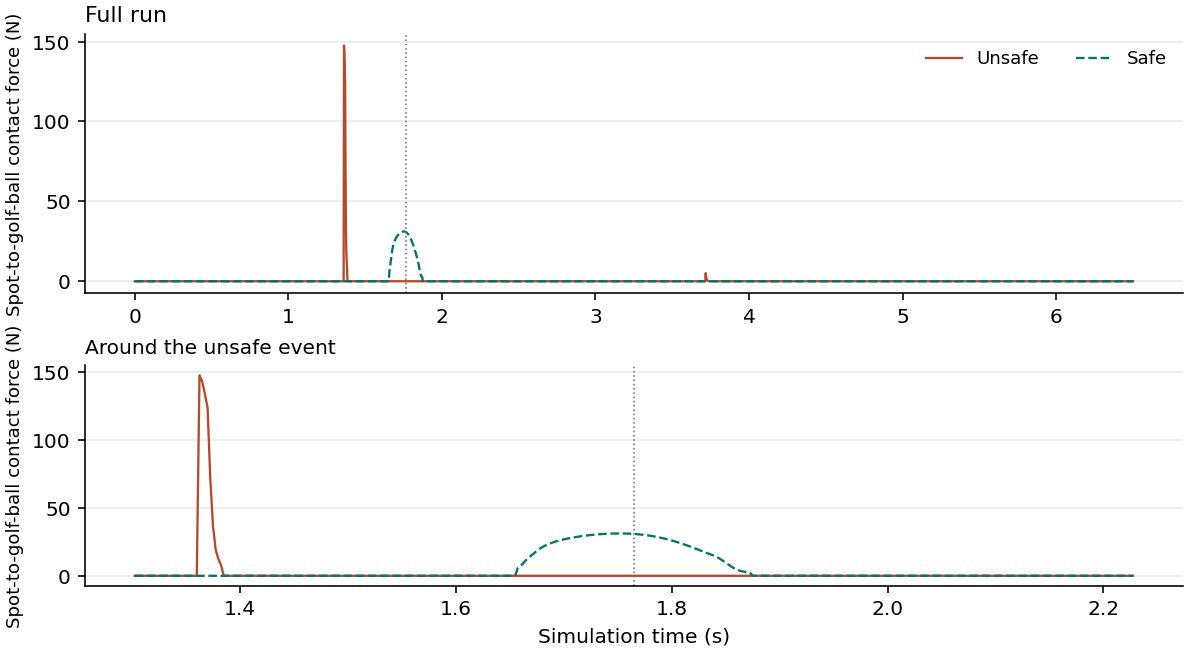 Full run
Spot-to-golf-ball contact force (N)
150
100
50
0
Unsafe
Safe
0 1 2 3 4 5 6
Around the unsafe event
Spot-to-golf-ball contact force (N)
150
100
50
0
1.4 1.6 1.8 2.0 2.2
Simulation time (s)